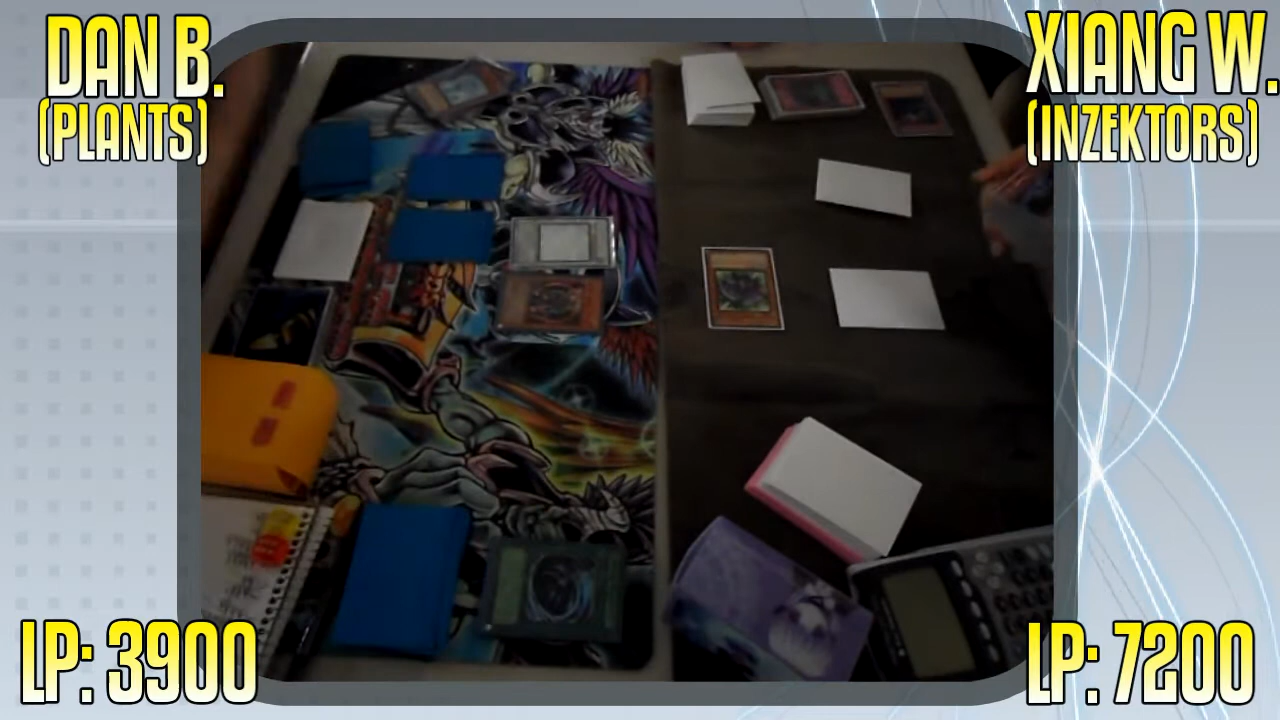 DAN B.
(PLANTS)
XIANG W.
(INZEKTORS)
LP: 3900
LP: 7200